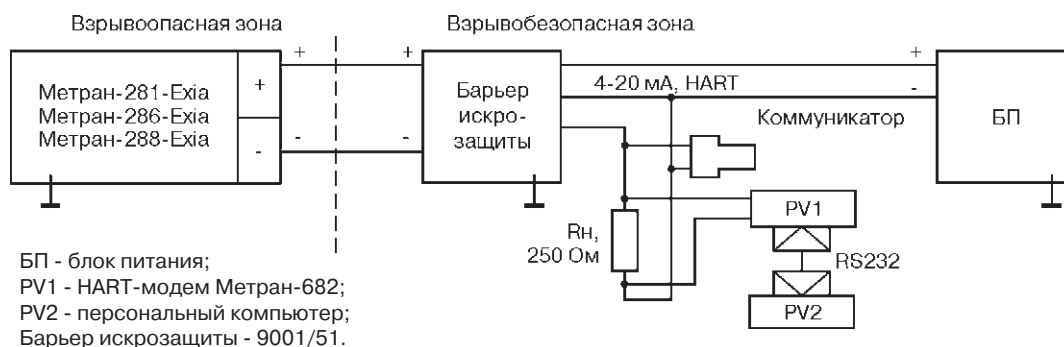 Взрывоопасная зона
Взрывобезопасная зона
+
+
+
Метран-281-Exia
Метран-286-Exia
Метран-288-Exia
+
-
-
-
Барьер
искро-
защиты
4-20 мА, HART
-
Коммуникатор
БП
Rн,
250 Ом
PV1
RS232
PV2
БП - блок питания;
PV1 - HART-модем Метран-682;
PV2 - персональный компьютер;
Барьер искрозащиты - 9001/51.